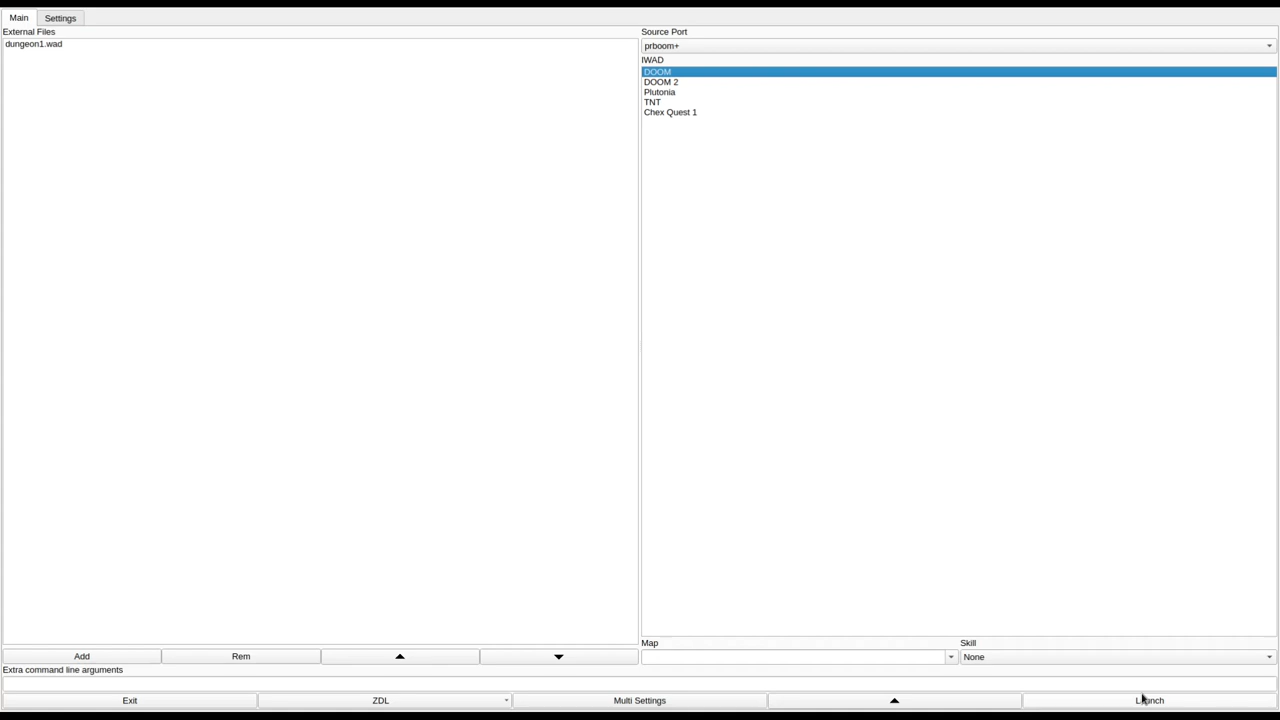 Main
Settings
External Files
dungeon1.wad
Source Port
prboom+
IWAD
DOOM
DOOM 2
Plutonia
TNT
Chex Quest 1
Add
Rem
Map
Skill
None
Extra command line arguments
Exit
ZDL
Multi Settings
Launch